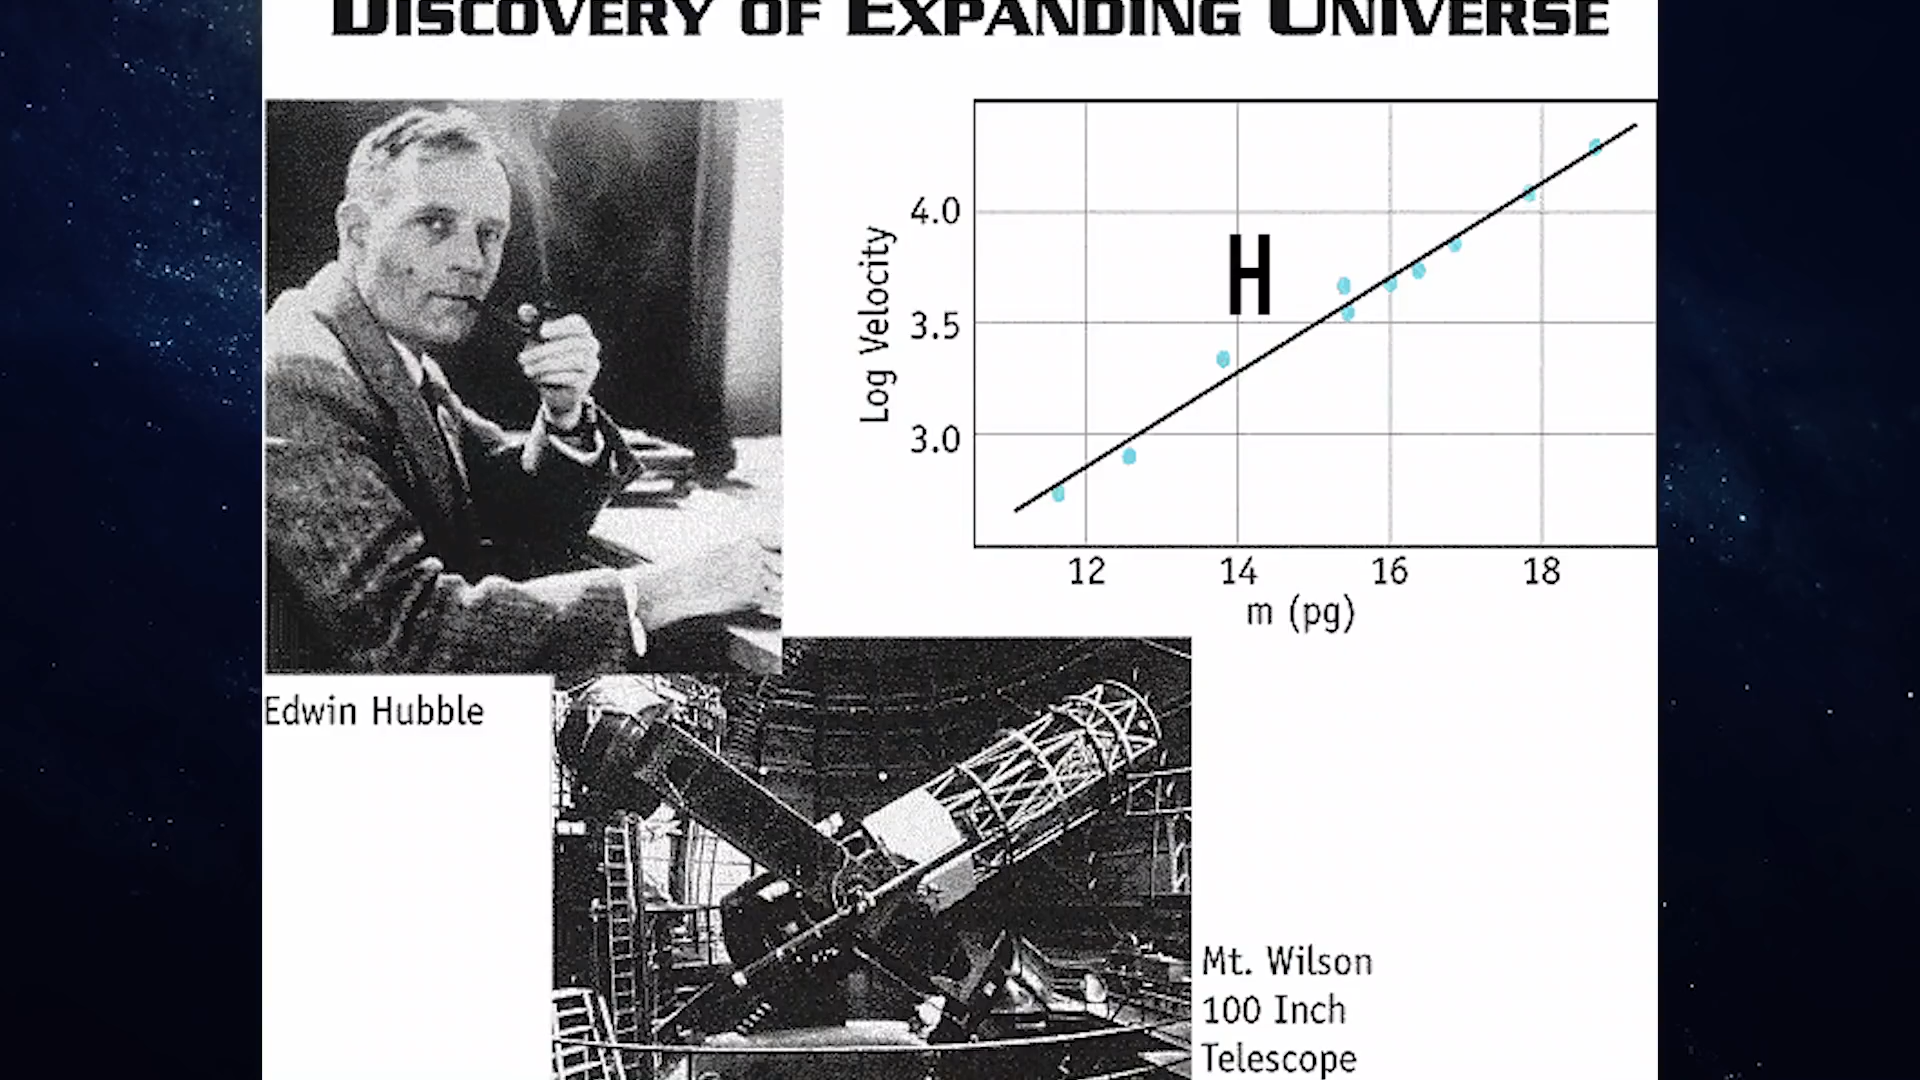 DISCOVERY OF EXPANDING UNIVERSE
4.0
3.5
3.0
Log Velocity
H
12 14 16 18
m (pg)
Edwin Hubble
Mt. Wilson
100 Inch
Telescope